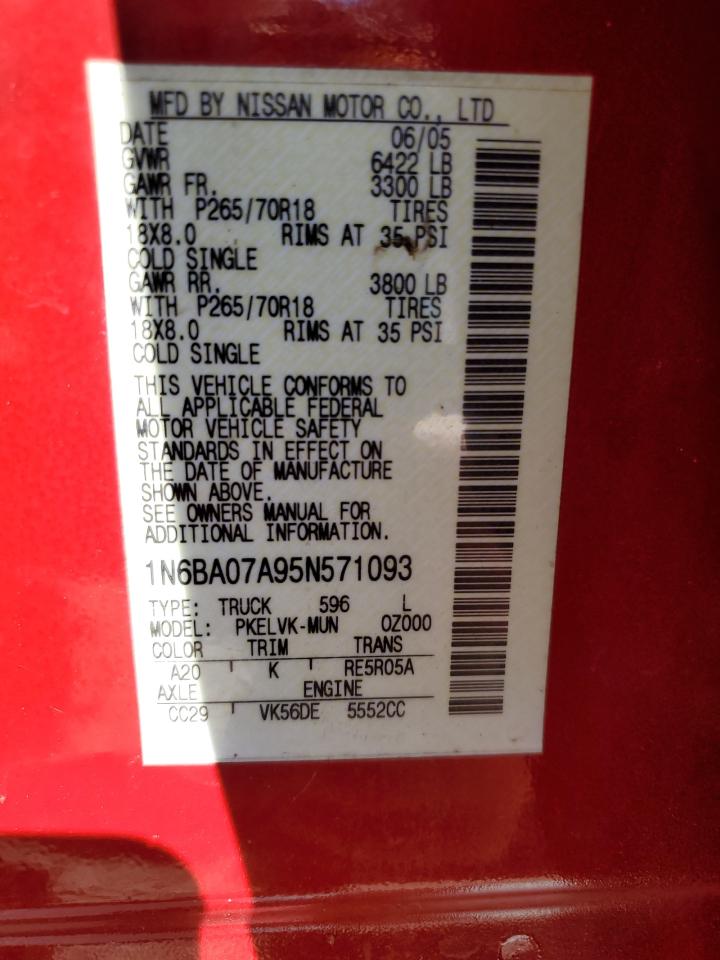 MFD BY NISSAN MOTOR CO., LTD
DATE 06/05
GVWR 6422 LB
GAWR FR. 3300 LB
WITH P265/70R18 TIRES
18X8.0 RIMS AT 35 PSI
COLD SINGLE
GAWR RR. 3800 LB
WITH P265/70R18 TIRES
18X8.0 RIMS AT 35 PSI
COLD SINGLE
THIS VEHICLE CONFORMS TO
ALL APPLICABLE FEDERAL
MOTOR VEHICLE SAFETY
STANDARDS IN EFFECT ON
THE DATE OF MANUFACTURE
SHOWN ABOVE.
SEE OWNERS MANUAL FOR
ADDITIONAL INFORMATION.
1N6BA07A95N571093
TYPE: TRUCK 596 L
MODEL: PKELVK-MUN 0Z000
COLOR TRIM TRANS
A20 K RE5R05A
AXLE ENGINE
CC29 VK56DE 5552CC